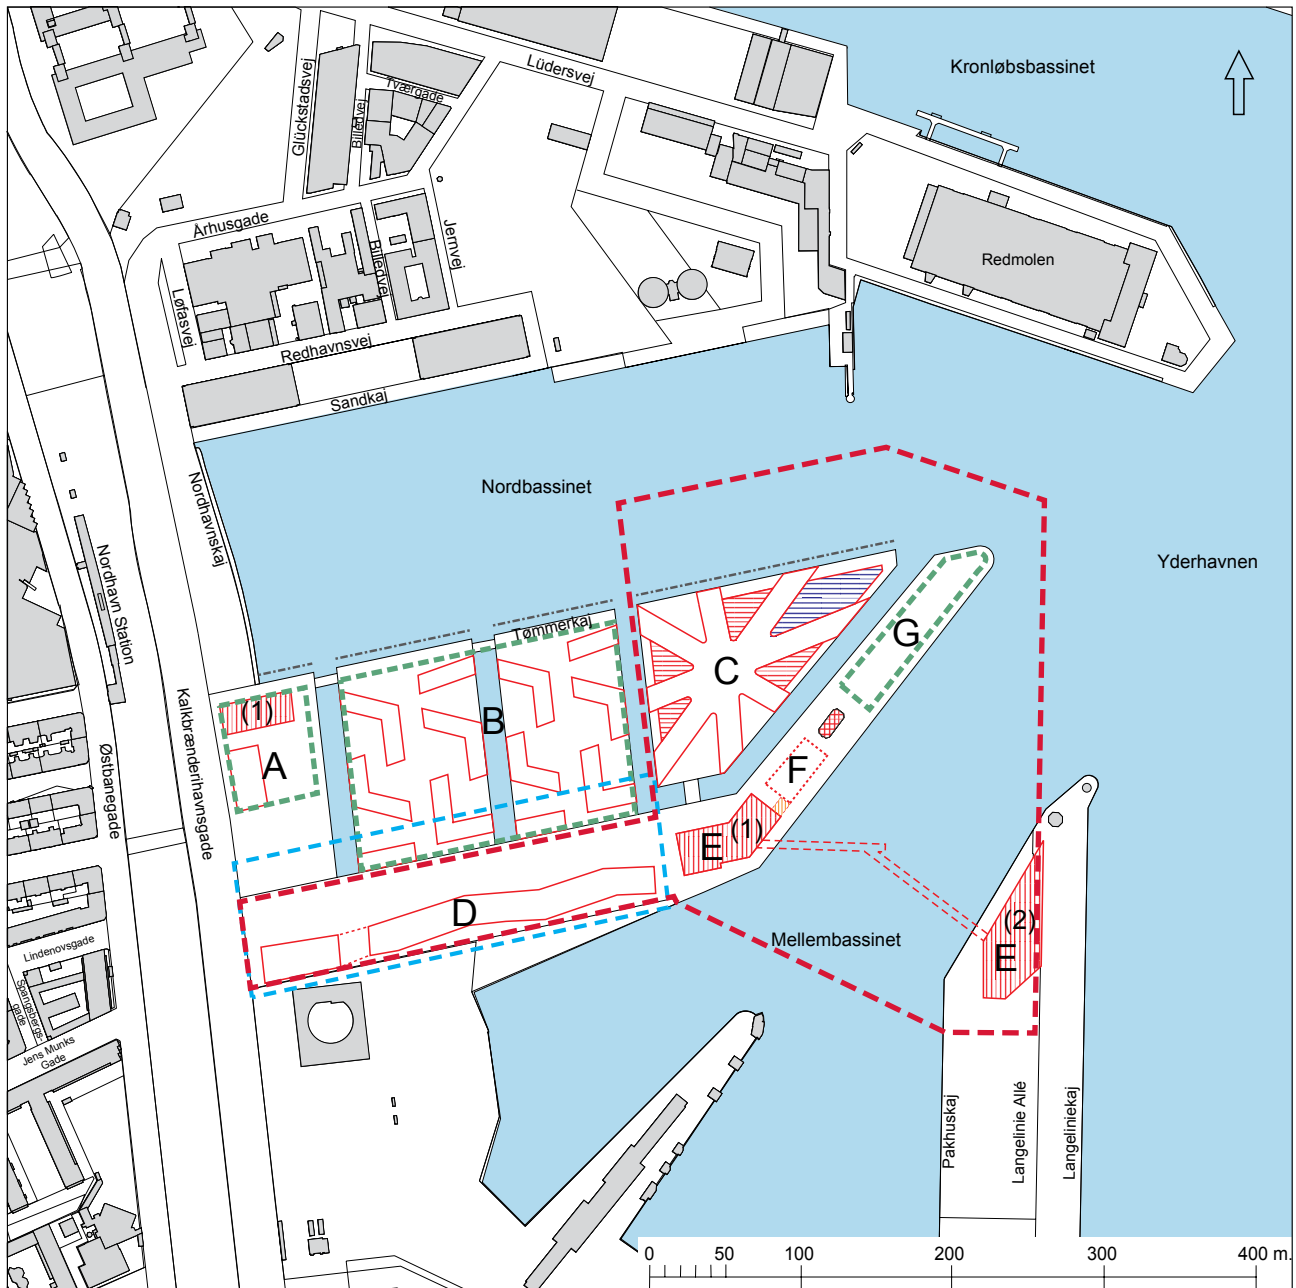 Kronløbsbassinet
Lüdersvej
Glückstadsvej
Tværgade
Billedvej
Århusgade
Jernvej
Billedvej
Redmolen
Løfasvej
Redhavnsvej
Sandkaj
Nordbassinet
Nordhavnskaj
Yderhavnen
Nordhavn Station
Tømmerkaj
G
C
(1)
B
A
F
Kalkbrænderihavnsgade
Østbanegade
(1)
E
D
(2)
E
Mellembassinet
Lindenovsgade
Spangsbergs-
gade
Jens Munks
Gade
Pakhuskaj
Langelinie Allé
Langeliniekaj
0 50 100 200 300 400 m.